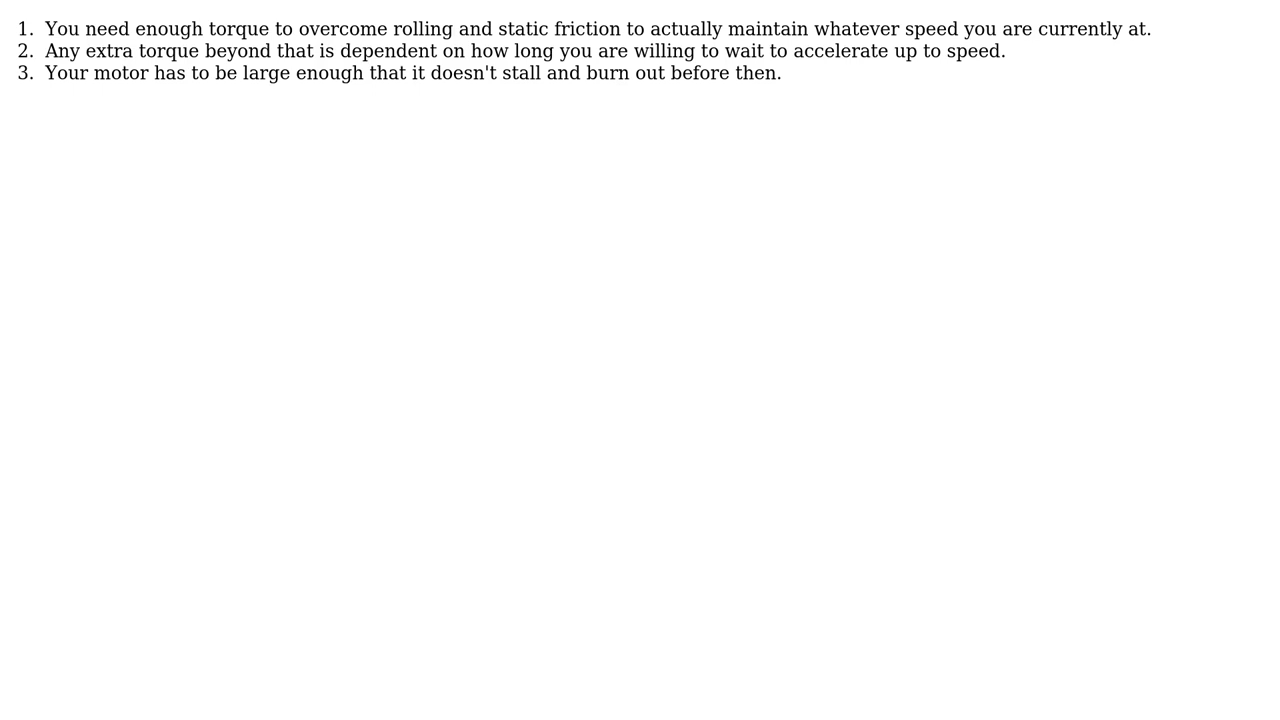 1. You need enough torque to overcome rolling and static friction to actually maintain whatever speed you are currently at.
2. Any extra torque beyond that is dependent on how long you are willing to wait to accelerate up to speed.
3. Your motor has to be large enough that it doesn't stall and burn out before then.